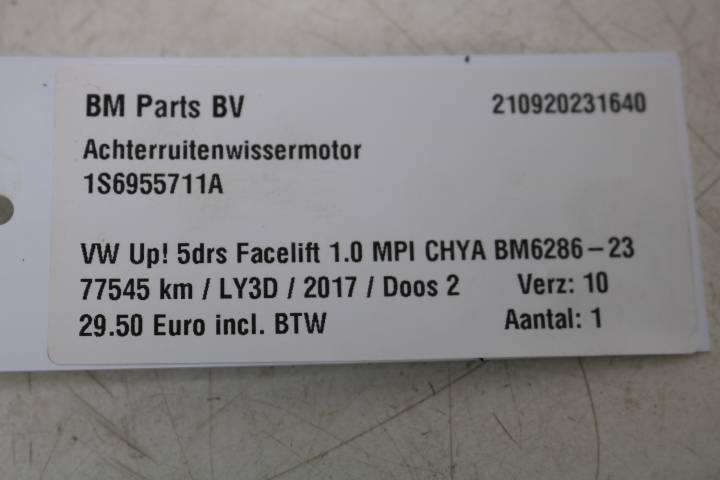 BM Parts BV 210920231640
Achterruitenwissermotor
1S6955711A
VW Up! 5drs Facelift 1.0 MPI CHYA BM6286-23
77545 km / LY3D / 2017 / Doos 2 Verz: 10
29.50 Euro incl. BTW Aantal: 1